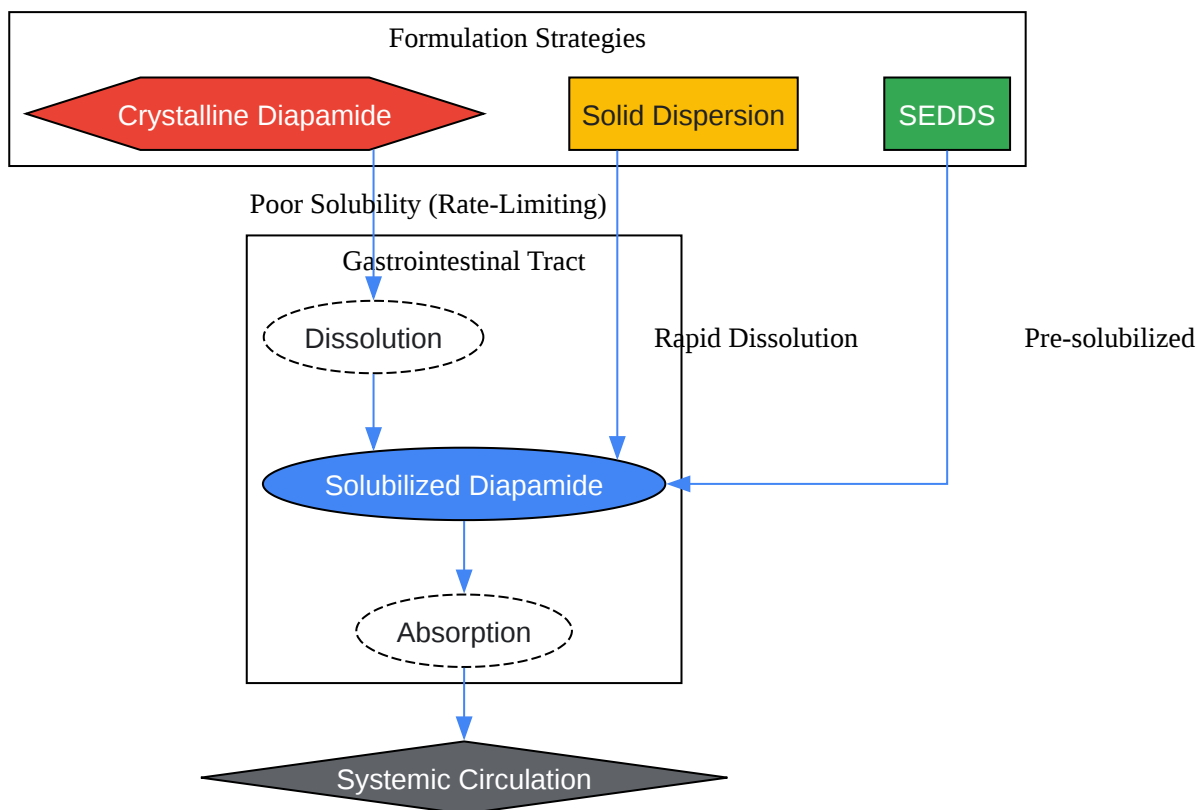 Formulation Strategies
Crystalline Diapamide
Solid Dispersion
SEDDS
Poor Solubility (Rate-Limiting)
Gastrointestinal Tract
Dissolution
Rapid Dissolution
Pre-solubilized
Solubilized Diapamide
Absorption
Systemic Circulation